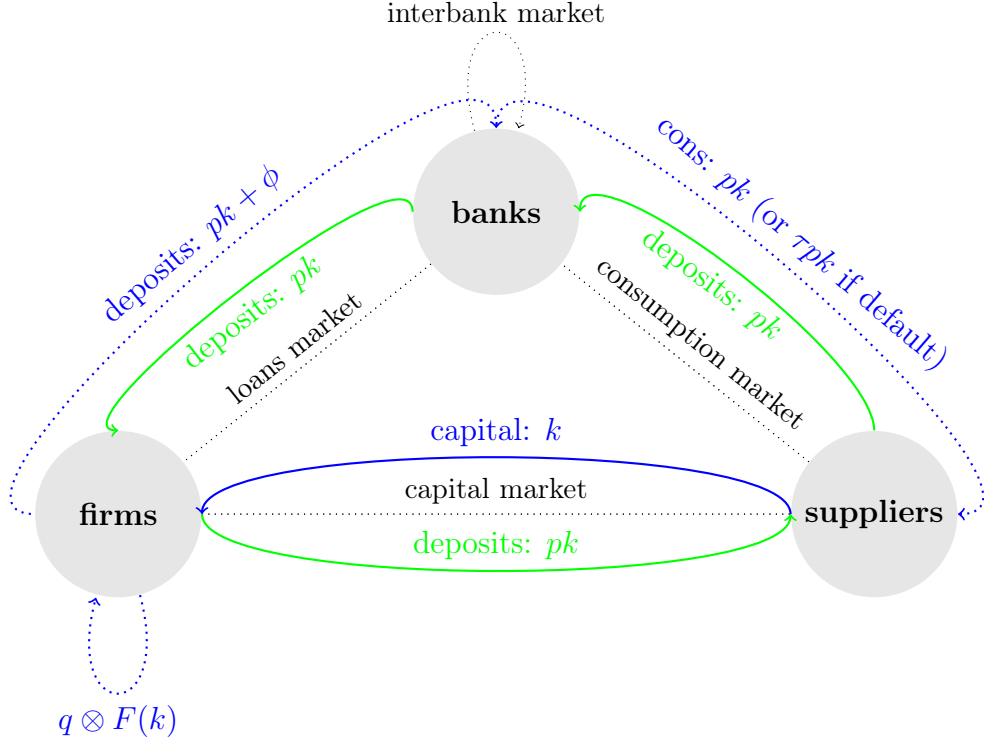 interbank market
cons: pk (or τpk if default)
deposits: pk + ϕ
banks
deposits: pk
deposits: pk
loans market
consumption market
capital: k
capital market
firms
suppliers
deposits: pk
q ⊗ F(k)